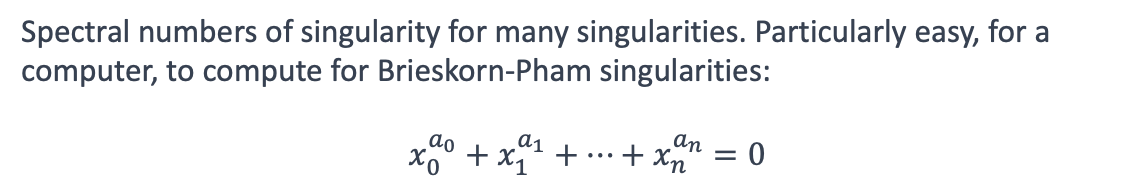 Spectral numbers of singularity for many singularities. Particularly easy, for a
computer, to compute for Brieskorn-Pham singularities:
$x_0^{a_0} + x_1^{a_1} + \cdots + x_n^{a_n} = 0$